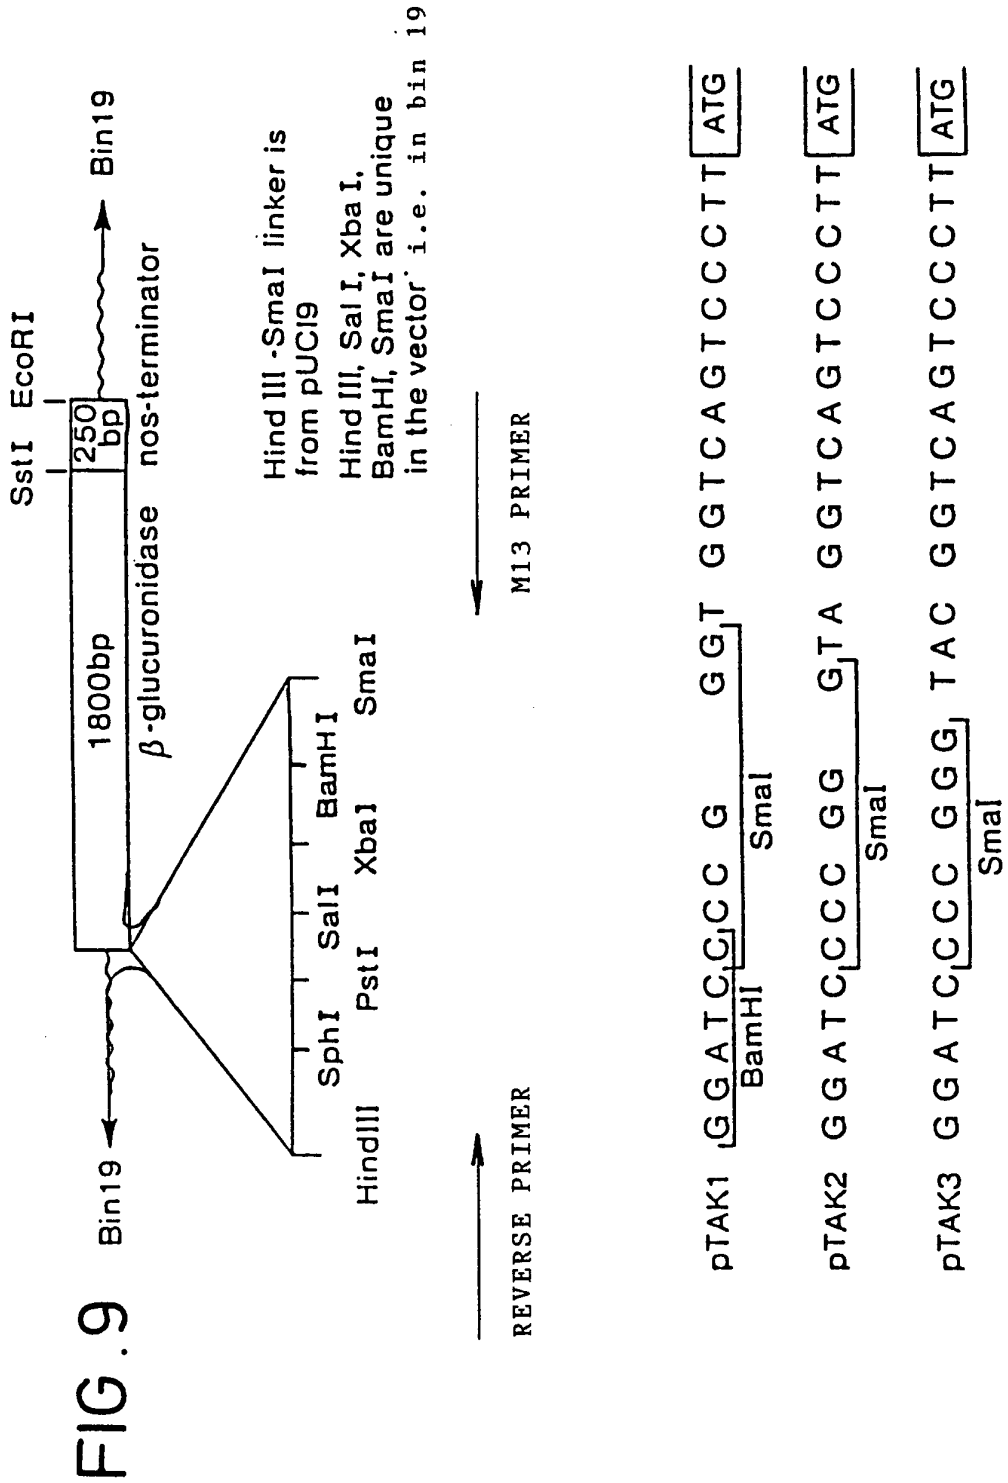 FIG. 9
SstI EcoRI
Bin19
1800bp
250
bp
Bin19
β-glucuronidase nos-terminator
HindIII
SphI
PstI
SalI
XbaI
BamHI
SmaI
Hind III -SmaI linker is
from pUCI9
Hind III, Sal I, Xba I,
BamHI, SmaI are unique
in the vector i.e. in bin 19
REVERSE PRIMER
M13 PRIMER
pTAK1 GGATCCCC G GGT GGTCAGTCCCTT ATG
BamHI
SmaI
pTAK2 GGATCCCC GG GTA GGTCAGTCCCTT ATG
SmaI
pTAK3 GGATCCCC GGG TAC GGTCAGTCCCTT ATG
SmaI